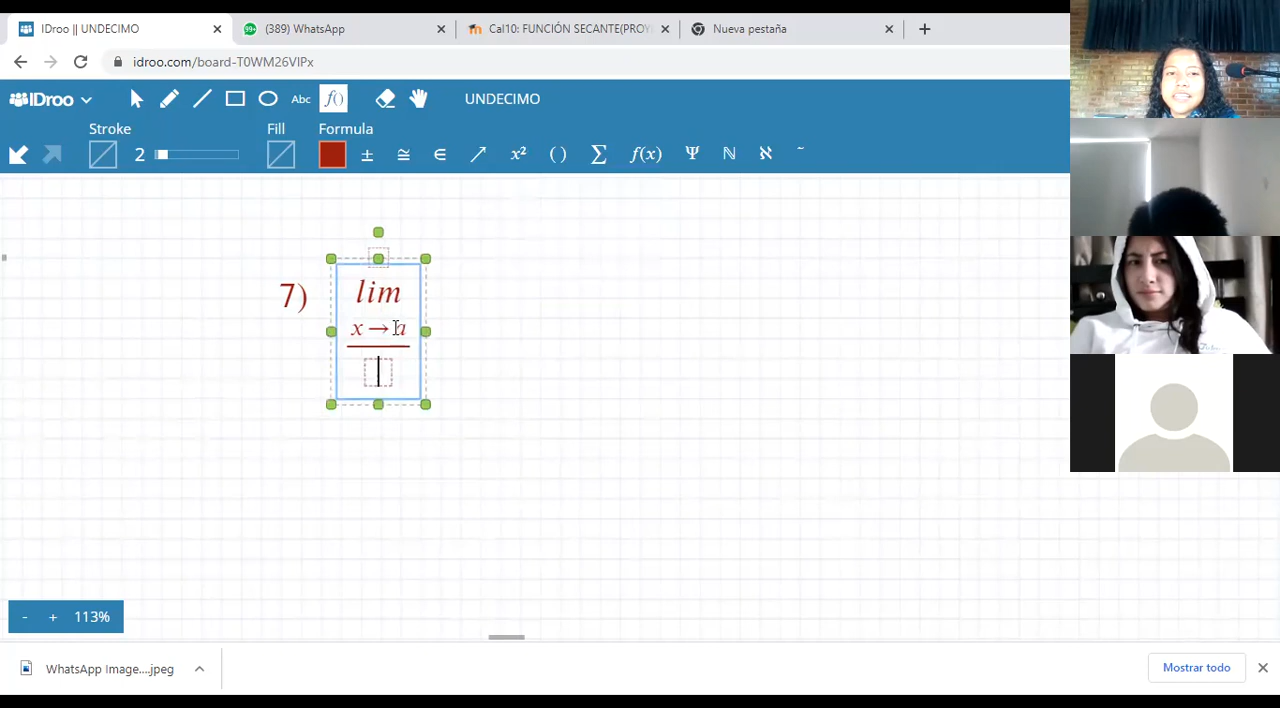 IDroo || UNDECIMO
99+ (389) WhatsApp
Cal10: FUNCIÓN SECANTE(PROY
Nueva pestaña
idroo.com/board-T0WM26VIPx
IDroo
Abc
f()
UNDECIMO
Stroke
Fill
Formula
2
± ≅ ∈ ↗ x² ( ) ∑ f(x) Ψ ℕ ℵ ~
7)
lim
x → a
- + 113%
WhatsApp Image....jpeg
Mostrar todo